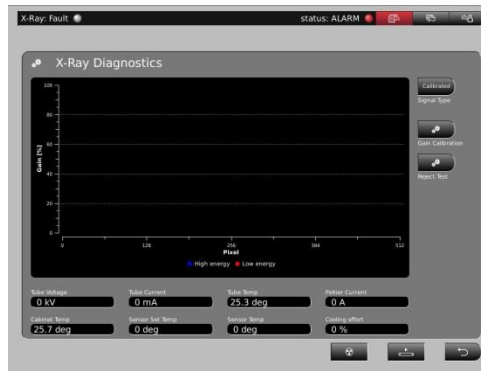 X-Ray: Fault
status: ALARM
X-Ray Diagnostics
Calibrated
Signal Type
Gain Calibration
Reject Test
Gain [%]
100
80
60
40
20
0
0 128 256 384 512
Pixel
High energy Low energy
Tube Voltage Tube Current Tube Temp Peltier Current
0 kV 0 mA 25.3 deg 0 A
Cabinet Temp Sensor Set Temp Sensor Temp Cooling effort
25.7 deg 0 deg 0 deg 0 %